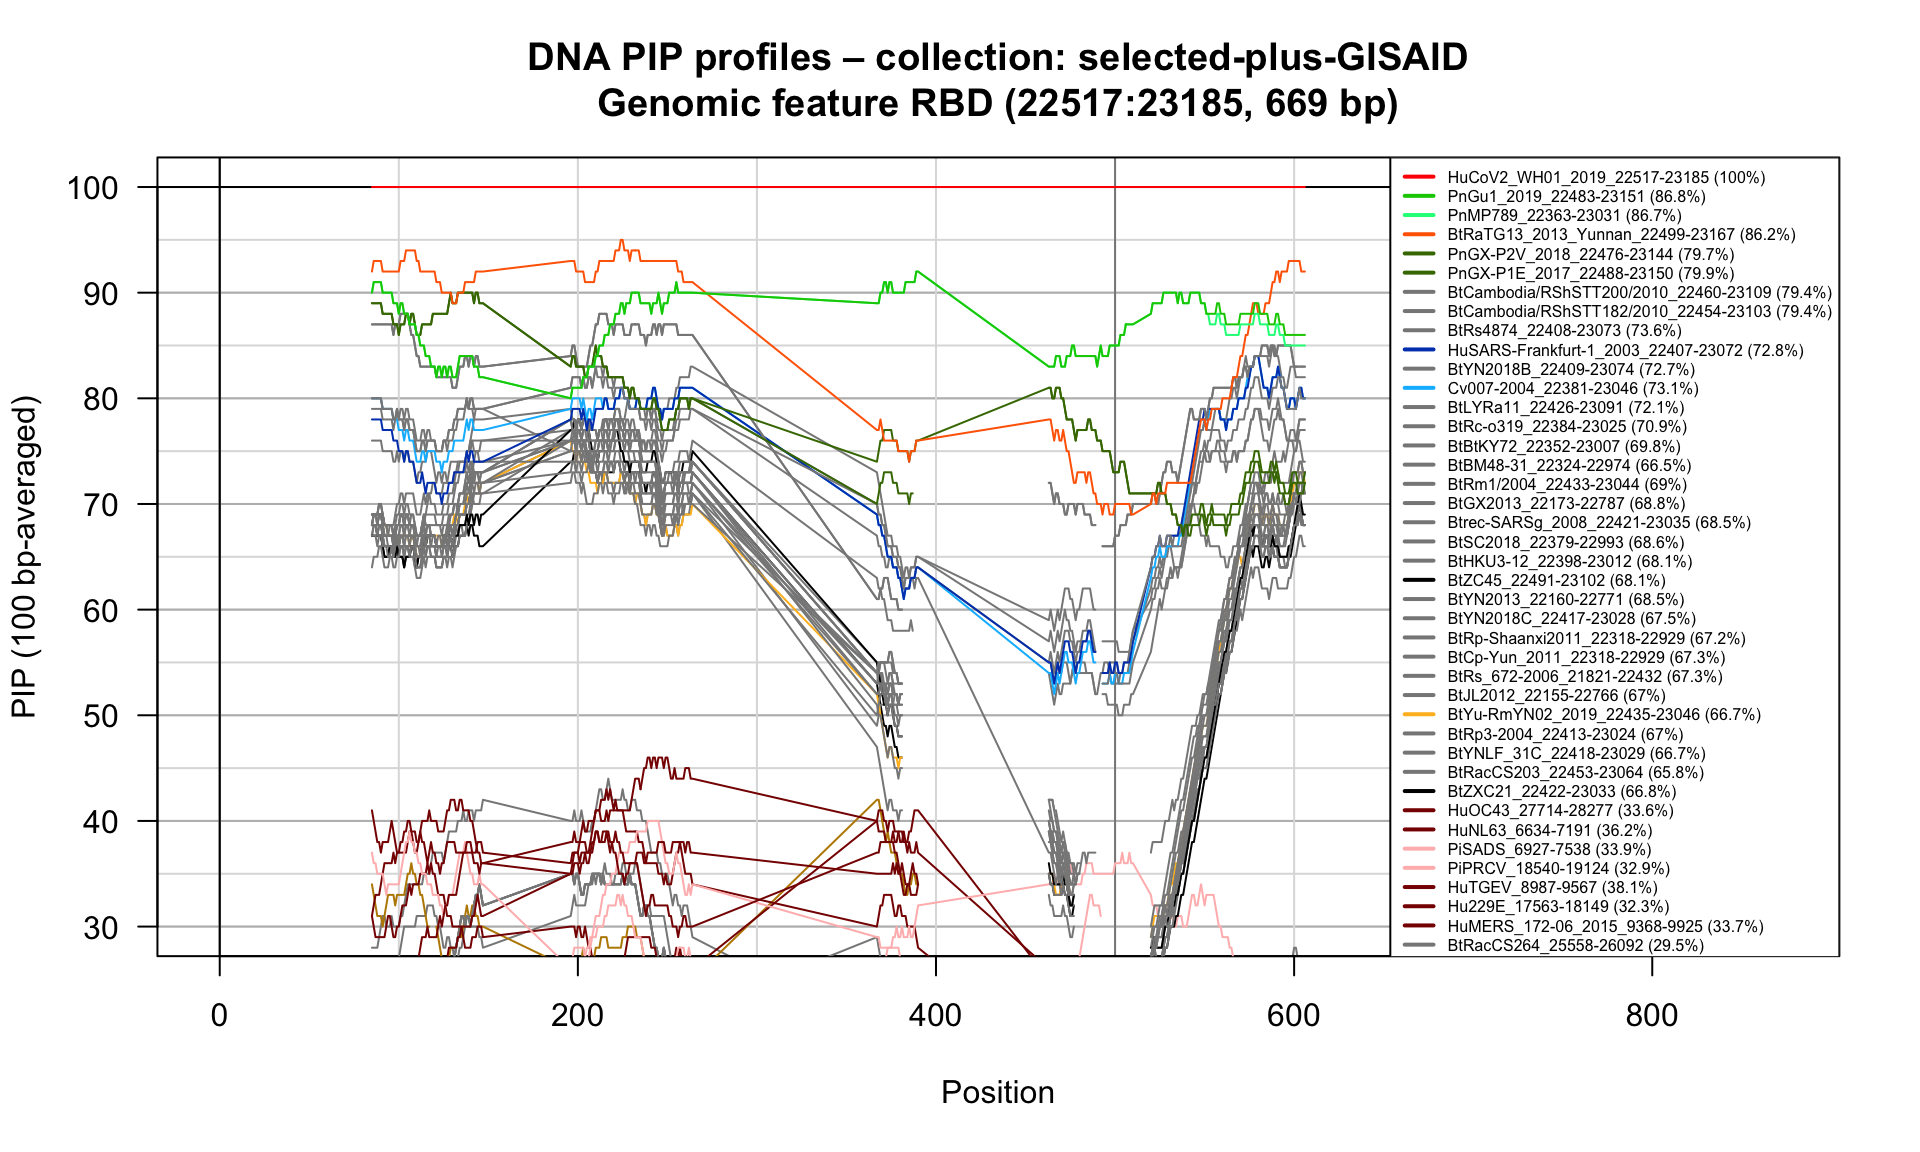 DNA PIP profiles – collection: selected-plus-GISAID
Genomic feature RBD (22517:23185, 669 bp)
PIP (100 bp-averaged)
100
90
80
70
60
50
40
30
HuCoV2_WH01_2019_22517-23185 (100%)
PnGu1_2019_22483-23151 (86.8%)
PnMP789_22363-23031 (86.7%)
BtRaTG13_2013_Yunnan_22499-23167 (86.2%)
PnGX-P2V_2018_22476-23144 (79.7%)
PnGX-P1E_2017_22488-23150 (79.9%)
BtCambodia/RShSTT200/2010_22460-23109 (79.4%)
BtCambodia/RShSTT182/2010_22454-23103 (79.4%)
BtRs4874_22408-23073 (73.6%)
HuSARS-Frankfurt-1_2003_22407-23072 (72.8%)
BtYN2018B_22409-23074 (72.7%)
Cv007-2004_22381-23046 (73.1%)
BtLYRa11_22426-23091 (72.1%)
BtRc-o319_22384-23025 (70.9%)
BtBtKY72_22352-23007 (69.8%)
BtBM48-31_22324-22974 (66.5%)
BtRm1/2004_22433-23044 (69%)
BtGX2013_22173-22787 (68.8%)
Btrec-SARSg_2008_22421-23035 (68.5%)
BtSC2018_22379-22993 (68.6%)
BtHKU3-12_22398-23012 (68.1%)
BtZC45_22491-23102 (68.1%)
BtYN2013_22160-22771 (68.5%)
BtYN2018C_22417-23028 (67.5%)
BtRp-Shaanxi2011_22318-22929 (67.2%)
BtCp-Yun_2011_22318-22929 (67.3%)
BtRs_672-2006_21821-22432 (67.3%)
BtJL2012_22155-22766 (67%)
BtYu-RmYN02_2019_22435-23046 (66.7%)
BtRp3-2004_22413-23024 (67%)
BtYNLF_31C_22418-23029 (66.7%)
BtRacCS203_22453-23064 (65.8%)
BtZXC21_22422-23033 (66.8%)
HuOC43_27714-28277 (33.6%)
HuNL63_6634-7191 (36.2%)
PiSADS_6927-7538 (33.9%)
PiPRCV_18540-19124 (32.9%)
HuTGEV_8987-9567 (38.1%)
Hu229E_17563-18149 (32.3%)
HuMERS_172-06_2015_9368-9925 (33.7%)
BtRacCS264_25558-26092 (29.5%)
0
200
400
600
800
Position